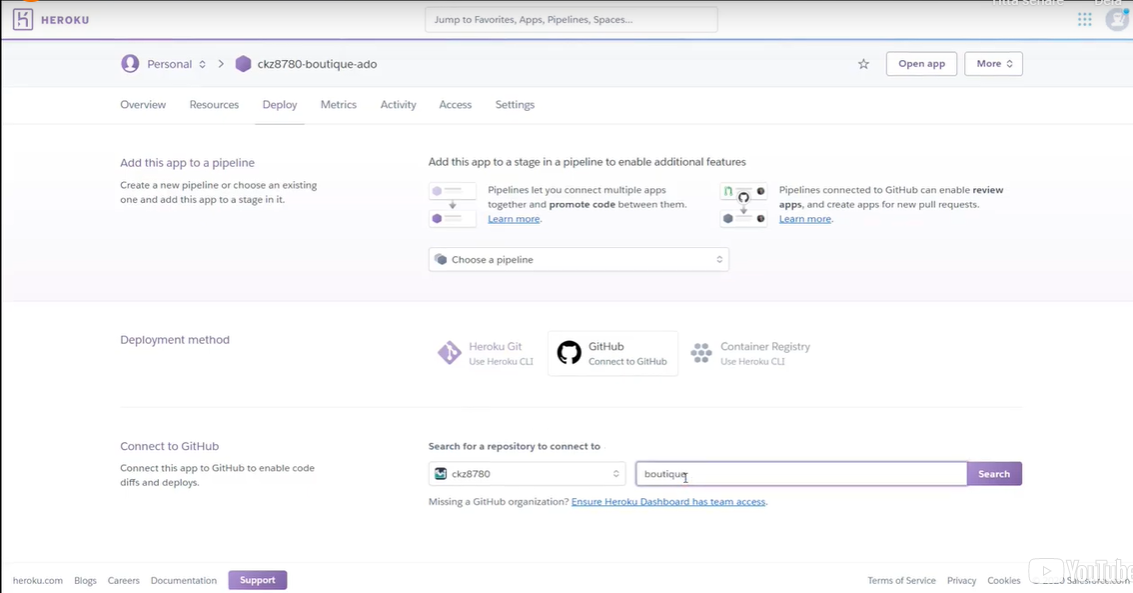 HEROKU
Jump to Favorites, Apps, Pipelines, Spaces...
Personal
ckz8780-boutique-ado
Open app
More
Overview
Resources
Deploy
Metrics
Activity
Access
Settings
Add this app to a pipeline
Create a new pipeline or choose an existing
one and add this app to a stage in it.
Add this app to a stage in a pipeline to enable additional features
Pipelines let you connect multiple apps
together and promote code between them.
Learn more.
Pipelines connected to GitHub can enable review
apps, and create apps for new pull requests.
Learn more.
Choose a pipeline
Deployment method
Heroku Git
Use Heroku CLI
GitHub
Connect to GitHub
Container Registry
Use Heroku CLI
Connect to GitHub
Connect this app to GitHub to enable code
diffs and deploys.
Search for a repository to connect to
ckz8780
boutique
Search
Missing a GitHub organization? Ensure Heroku Dashboard has team access.
heroku.com
Blogs
Careers
Documentation
Support
Terms of Service
Privacy
Cookies
YouTube